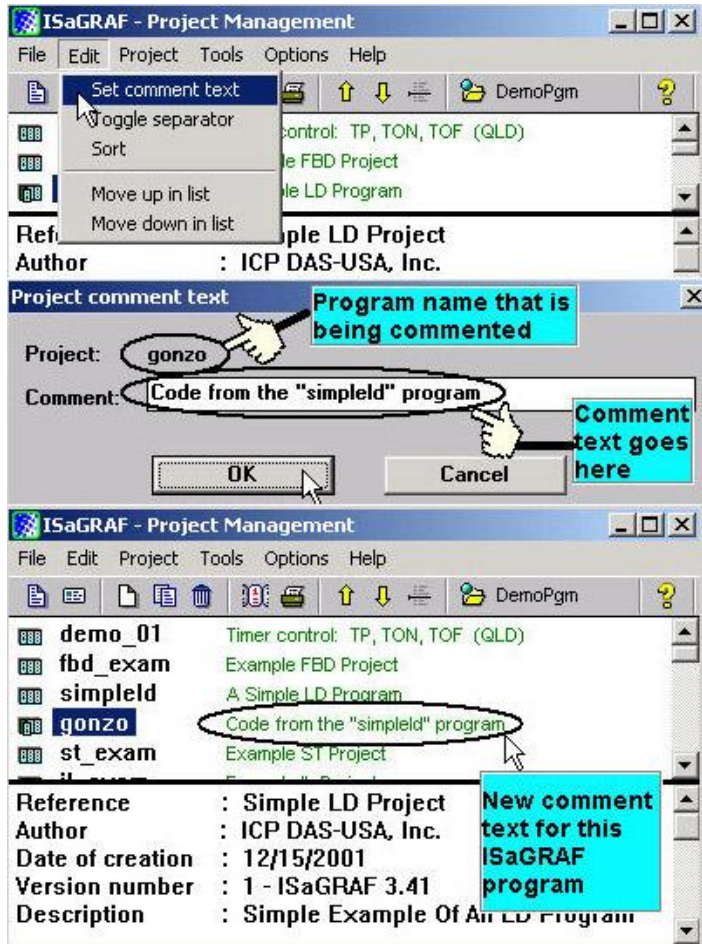 ISaGRAF - Project Management
File Edit Project Tools Options Help
Set comment text DemoPgm
Toggle separator control: TP, TON, TOF (QLD)
Sort le FBD Project
Move up in list le LD Program
Move down in list
Ref ple LD Project
Author : ICP DAS-USA, Inc.
Project comment text
Program name that is
being commented
Project: gonzo
Comment: Code from the "simpleld" program
Comment
text goes
here
OK Cancel
ISaGRAF - Project Management
File Edit Project Tools Options Help
DemoPgm
demo_01 Timer control: TP, TON, TOF (QLD)
fbd_exam Example FBD Project
simpleld A Simple LD Program
gonzo Code from the "simpleld" program
st_exam Example ST Project
Reference : Simple LD Project
Author : ICP DAS-USA, Inc.
Date of creation : 12/15/2001
Version number : 1 - ISaGRAF 3.41
Description : Simple Example Of An LD Program
New comment
text for this
ISaGRAF
program